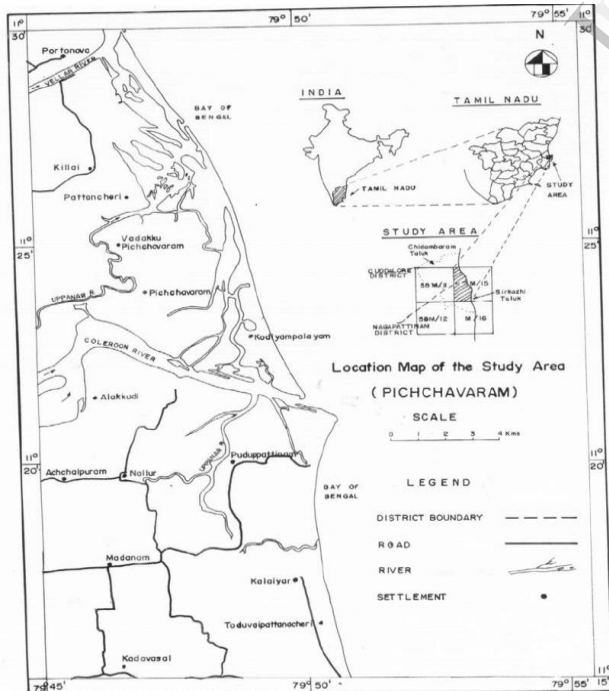 11° 30
79° 50
79° 55' 11°
30
Portonovo
VELLAR RIVER
BAY OF
BENGAL
N
INDIA
TAMIL NADU
Killai
TAMIL NADU
STUDY
AREA
Pattancheri
STUDY AREA
Chidambaram
Taluk
Vadakku
Pichchavaram
11°
25
11°
25
CUDDALORE
DISTRICT
M/15
Sirkazhi
Taluk
58M/12
M/16
NAGAPATTINAM
DISTRICT
UPPANAR R.
Pichchavaram
Kodiyampalayam
COLEROON RIVER
Location Map of the Study Area
(PICHCHAVARAM)
SCALE
0 1 2 3 4 Kms
Alakkudi
UPPANAR R.
11°
20
11°
20
Achchalpuram
Nallur
Puduppattinam
BAY OF
BENGAL
LEGEND
DISTRICT BOUNDARY
ROAD
RIVER
SETTLEMENT
Madanam
Kalaiyar
Toduvaipattanacheri
Kadavasal
79° 45'
79° 50
79° 55' 15